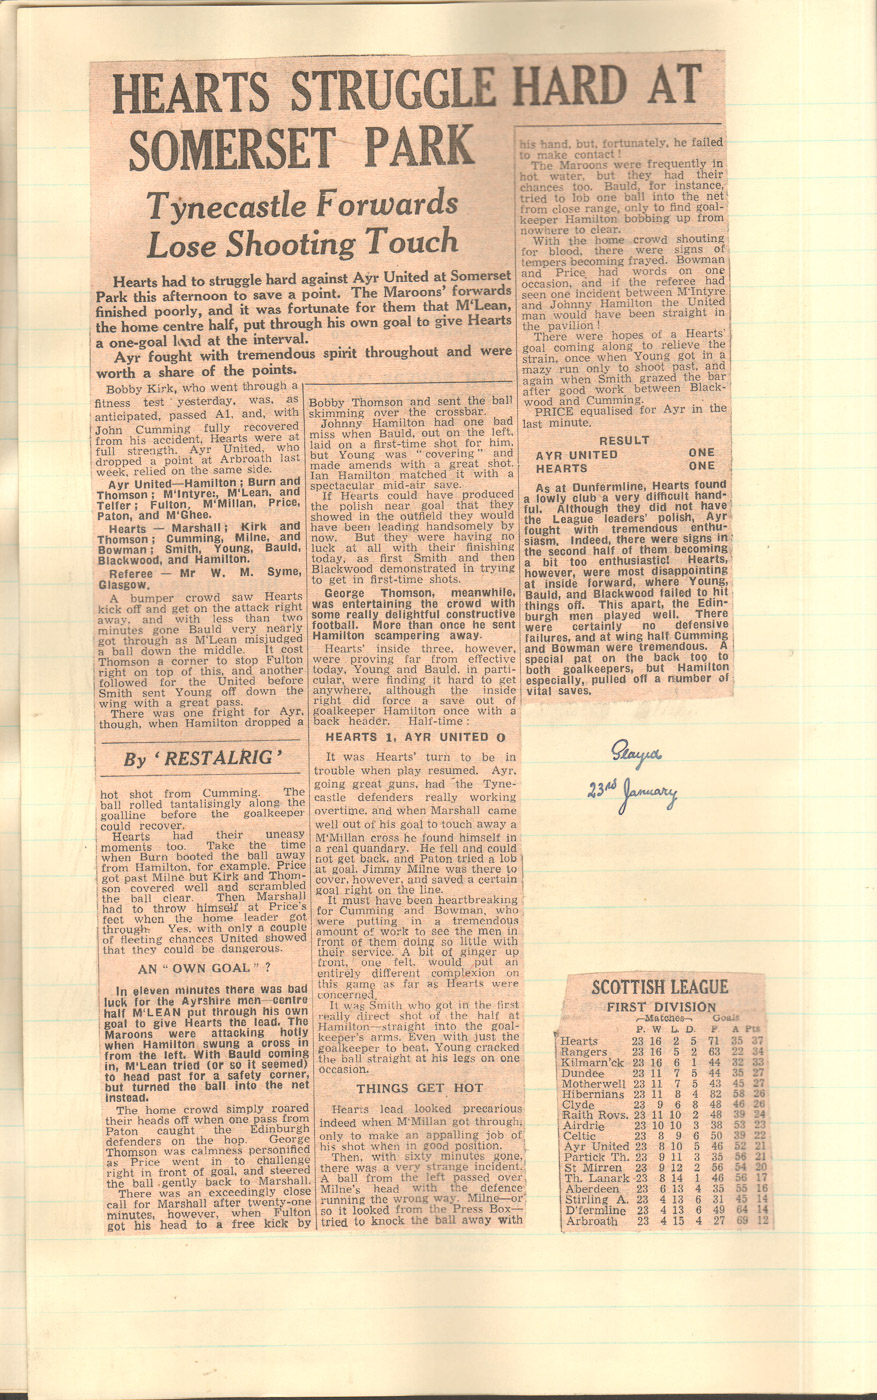 HEARTS STRUGGLE HARD AT
SOMERSET PARK
Tynecastle Forwards
Lose Shooting Touch
Hearts had to struggle hard against Ayr United at Somerset
Park this afternoon to save a point. The Maroons' forwards
finished poorly, and it was fortunate for them that M'Lean,
the home centre half, put through his own goal to give Hearts
a one-goal lead at the interval.
Ayr fought with tremendous spirit throughout and were
worth a share of the points.
Bobby Kirk, who went through a
fitness test yesterday, was, as
anticipated, passed A1, and, with
John Cumming fully recovered
from his accident, Hearts were at
full strength. Ayr United, who
dropped a point at Arbroath last
week, relied on the same side.
Ayr United—Hamilton; Burn and
Thomson; M'Intyre, M'Lean, and
Telfer; Fulton, M'Millan, Price,
Paton, and M'Ghee.
Hearts — Marshall; Kirk and
Thomson; Cumming, Milne, and
Bowman; Smith, Young, Bauld,
Blackwood, and Hamilton.
Referee — Mr W. M. Syme,
Glasgow.
A bumper crowd saw Hearts
kick off and get on the attack right
away, and with less than two
minutes gone Bauld very nearly
got through as M'Lean misjudged
a ball down the middle. It cost
Thomson a corner to stop Fulton
right on top of this, and another
followed for the United before
Smith sent Young off down the
wing with a great pass.
There was one fright for Ayr,
though, when Hamilton dropped a
By 'RESTALRIG'
hot shot from Cumming. The
ball rolled tantalisingly along the
goalline before the goalkeeper
could recover.
Hearts had their uneasy
moments too. Take the time
when Burn booted the ball away
from Hamilton, for example. Price
got past Milne but Kirk and Thom-
son covered well and scrambled
the ball clear. Then Marshall
had to throw himself at Price's
feet when the home leader got
through. Yes, with only a couple
of fleeting chances United showed
that they could be dangerous.
AN "OWN GOAL"?
In eleven minutes there was bad
luck for the Ayrshire men—centre
half M'LEAN put through his own
goal to give Hearts the lead. The
Maroons were attacking hotly
when Hamilton swung a cross in
from the left. With Bauld coming
in, M'Lean tried (or so it seemed)
to head past for a safety corner,
but turned the ball into the net
instead.
The home crowd simply roared
their heads off when one pass from
Paton caught the Edinburgh
defenders on the hop. George
Thomson was calmness personified
as Price went in to challenge
right in front of goal, and steered
the ball gently back to Marshall.
There was an exceedingly close
call for Marshall after twenty-one
minutes, however, when Fulton
got his head to a free kick by
Bobby Thomson and sent the ball
skimming over the crossbar.
Johnny Hamilton had one bad
miss when Bauld, out on the left,
laid on a first-time shot for him,
but Young was "covering" and
made amends with a great shot.
Ian Hamilton matched it with a
spectacular mid-air save.
If Hearts could have produced
the polish near goal that they
showed in the outfield they would
have been leading handsomely by
now. But they were having no
luck at all with their finishing
today, as first Smith and then
Blackwood demonstrated in trying
to get in first-time shots.
George Thomson, meanwhile,
was entertaining the crowd with
some really delightful constructive
football. More than once he sent
Hamilton scampering away.
Hearts' inside three, however,
were proving far from effective
today, Young and Bauld, in parti-
cular, were finding it hard to get
anywhere, although the inside
right did force a save out of
goalkeeper Hamilton once with a
back header. Half-time:
HEARTS 1, AYR UNITED 0
It was Hearts' turn to be in
trouble when play resumed. Ayr,
going great guns, had the Tyne-
castle defenders really working
overtime, and when Marshall came
well out of his goal to touch away a
M'Millan cross he found himself in
a real quandary. He fell and could
not get back, and Paton tried a lob
at goal. Jimmy Milne was there to
cover, however, and saved a certain
goal right on the line.
It must have been heartbreaking
for Cumming and Bowman, who
were putting in a tremendous
amount of work to see the men in
front of them doing so little with
their service. A bit of ginger up
front, one felt, would put an
entirely different complexion on
this game as far as Hearts were
concerned.
It was Smith who got in the first
really direct shot of the half at
Hamilton—straight into the goal-
keeper's arms. Even with just the
goalkeeper to beat, Young cracked
the ball straight at his legs on one
occasion.
THINGS GET HOT
Hearts lead looked precarious
indeed when M'Millan got through,
only to make an appalling job of
his shot when in good position.
Then, with sixty minutes gone,
there was a very strange incident.
A ball from the left passed over
Milne's head with the defence
running the wrong way. Milne—or
so it looked from the Press Box—
tried to knock the ball away with
his hand, but, fortunately, he failed
to make contact!
The Maroons were frequently in
hot water, but they had their
chances too. Bauld, for instance,
tried to lob one ball into the net
from close range, only to find goal-
keeper Hamilton bobbing up from
nowhere to clear.
With the home crowd shouting
for blood, there were signs of
tempers becoming frayed. Bowman
and Price had words on one
occasion, and if the referee had
seen one incident between M'Intyre
and Johnny Hamilton the United
man would have been straight in
the pavilion!
There were hopes of a Hearts'
goal coming along to relieve the
strain, once when Young got in a
mazy run only to shoot past, and
again when Smith grazed the bar
after good work between Black-
wood and Cumming.
PRICE equalised for Ayr in the
last minute.
RESULT
AYR UNITED ONE
HEARTS ONE
As at Dunfermline, Hearts found
a lowly club a very difficult hand-
ful. Although they did not have
the League leaders' polish, Ayr
fought with tremendous enthu-
siasm. Indeed, there were signs in
the second half of them becoming
a bit too enthusiastic! Hearts,
however, were most disappointing
at inside forward, where Young,
Bauld, and Blackwood failed to hit
things off. This apart, the Edin-
burgh men played well. There
were certainly no defensive
failures, and at wing half Cumming
and Bowman were tremendous. A
special pat on the back too to
both goalkeepers, but Hamilton
especially, pulled off a number of
vital saves.
Played
23rd January
SCOTTISH LEAGUE
FIRST DIVISION
Matches Goals
P. W L. D. F. A Pts
Hearts 23 16 2 5 71 35 37
Rangers 23 16 5 2 63 22 34
Kilmarn'ck 23 16 6 1 44 32 33
Dundee 23 11 7 5 44 35 27
Motherwell 23 11 7 5 43 45 27
Hibernians 23 11 8 4 82 58 26
Clyde 23 9 6 8 48 46 26
Raith Rovs. 23 11 10 2 48 39 24
Airdrie 23 10 10 3 38 53 23
Celtic 23 8 9 6 50 39 22
Ayr United 23 8 10 5 46 52 21
Partick Th. 23 9 11 3 35 56 21
St Mirren 23 9 12 2 56 54 20
Th. Lanark 23 8 14 1 46 56 17
Aberdeen 23 6 13 4 35 55 16
Stirling A. 23 4 13 6 31 45 14
D'fermline 23 4 13 6 49 64 14
Arbroath 23 4 15 4 27 69 12